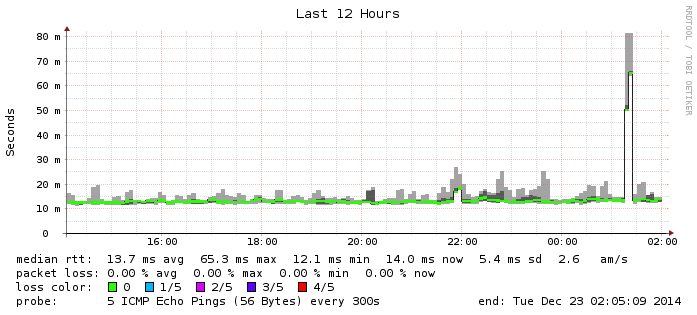 Last 12 Hours
RRDTOOL / TOBI OETIKER
Seconds
80 m
70 m
60 m
50 m
40 m
30 m
20 m
10 m
0
16:00 18:00 20:00 22:00 00:00 02:00
median rtt: 13.7 ms avg 65.3 ms max 12.1 ms min 14.0 ms now 5.4 ms sd 2.6 am/s
packet loss: 0.00 % avg 0.00 % max 0.00 % min 0.00 % now
loss color: 0 1/5 2/5 3/5 4/5
probe: 5 ICMP Echo Pings (56 Bytes) every 300s end: Tue Dec 23 02:05:09 2014